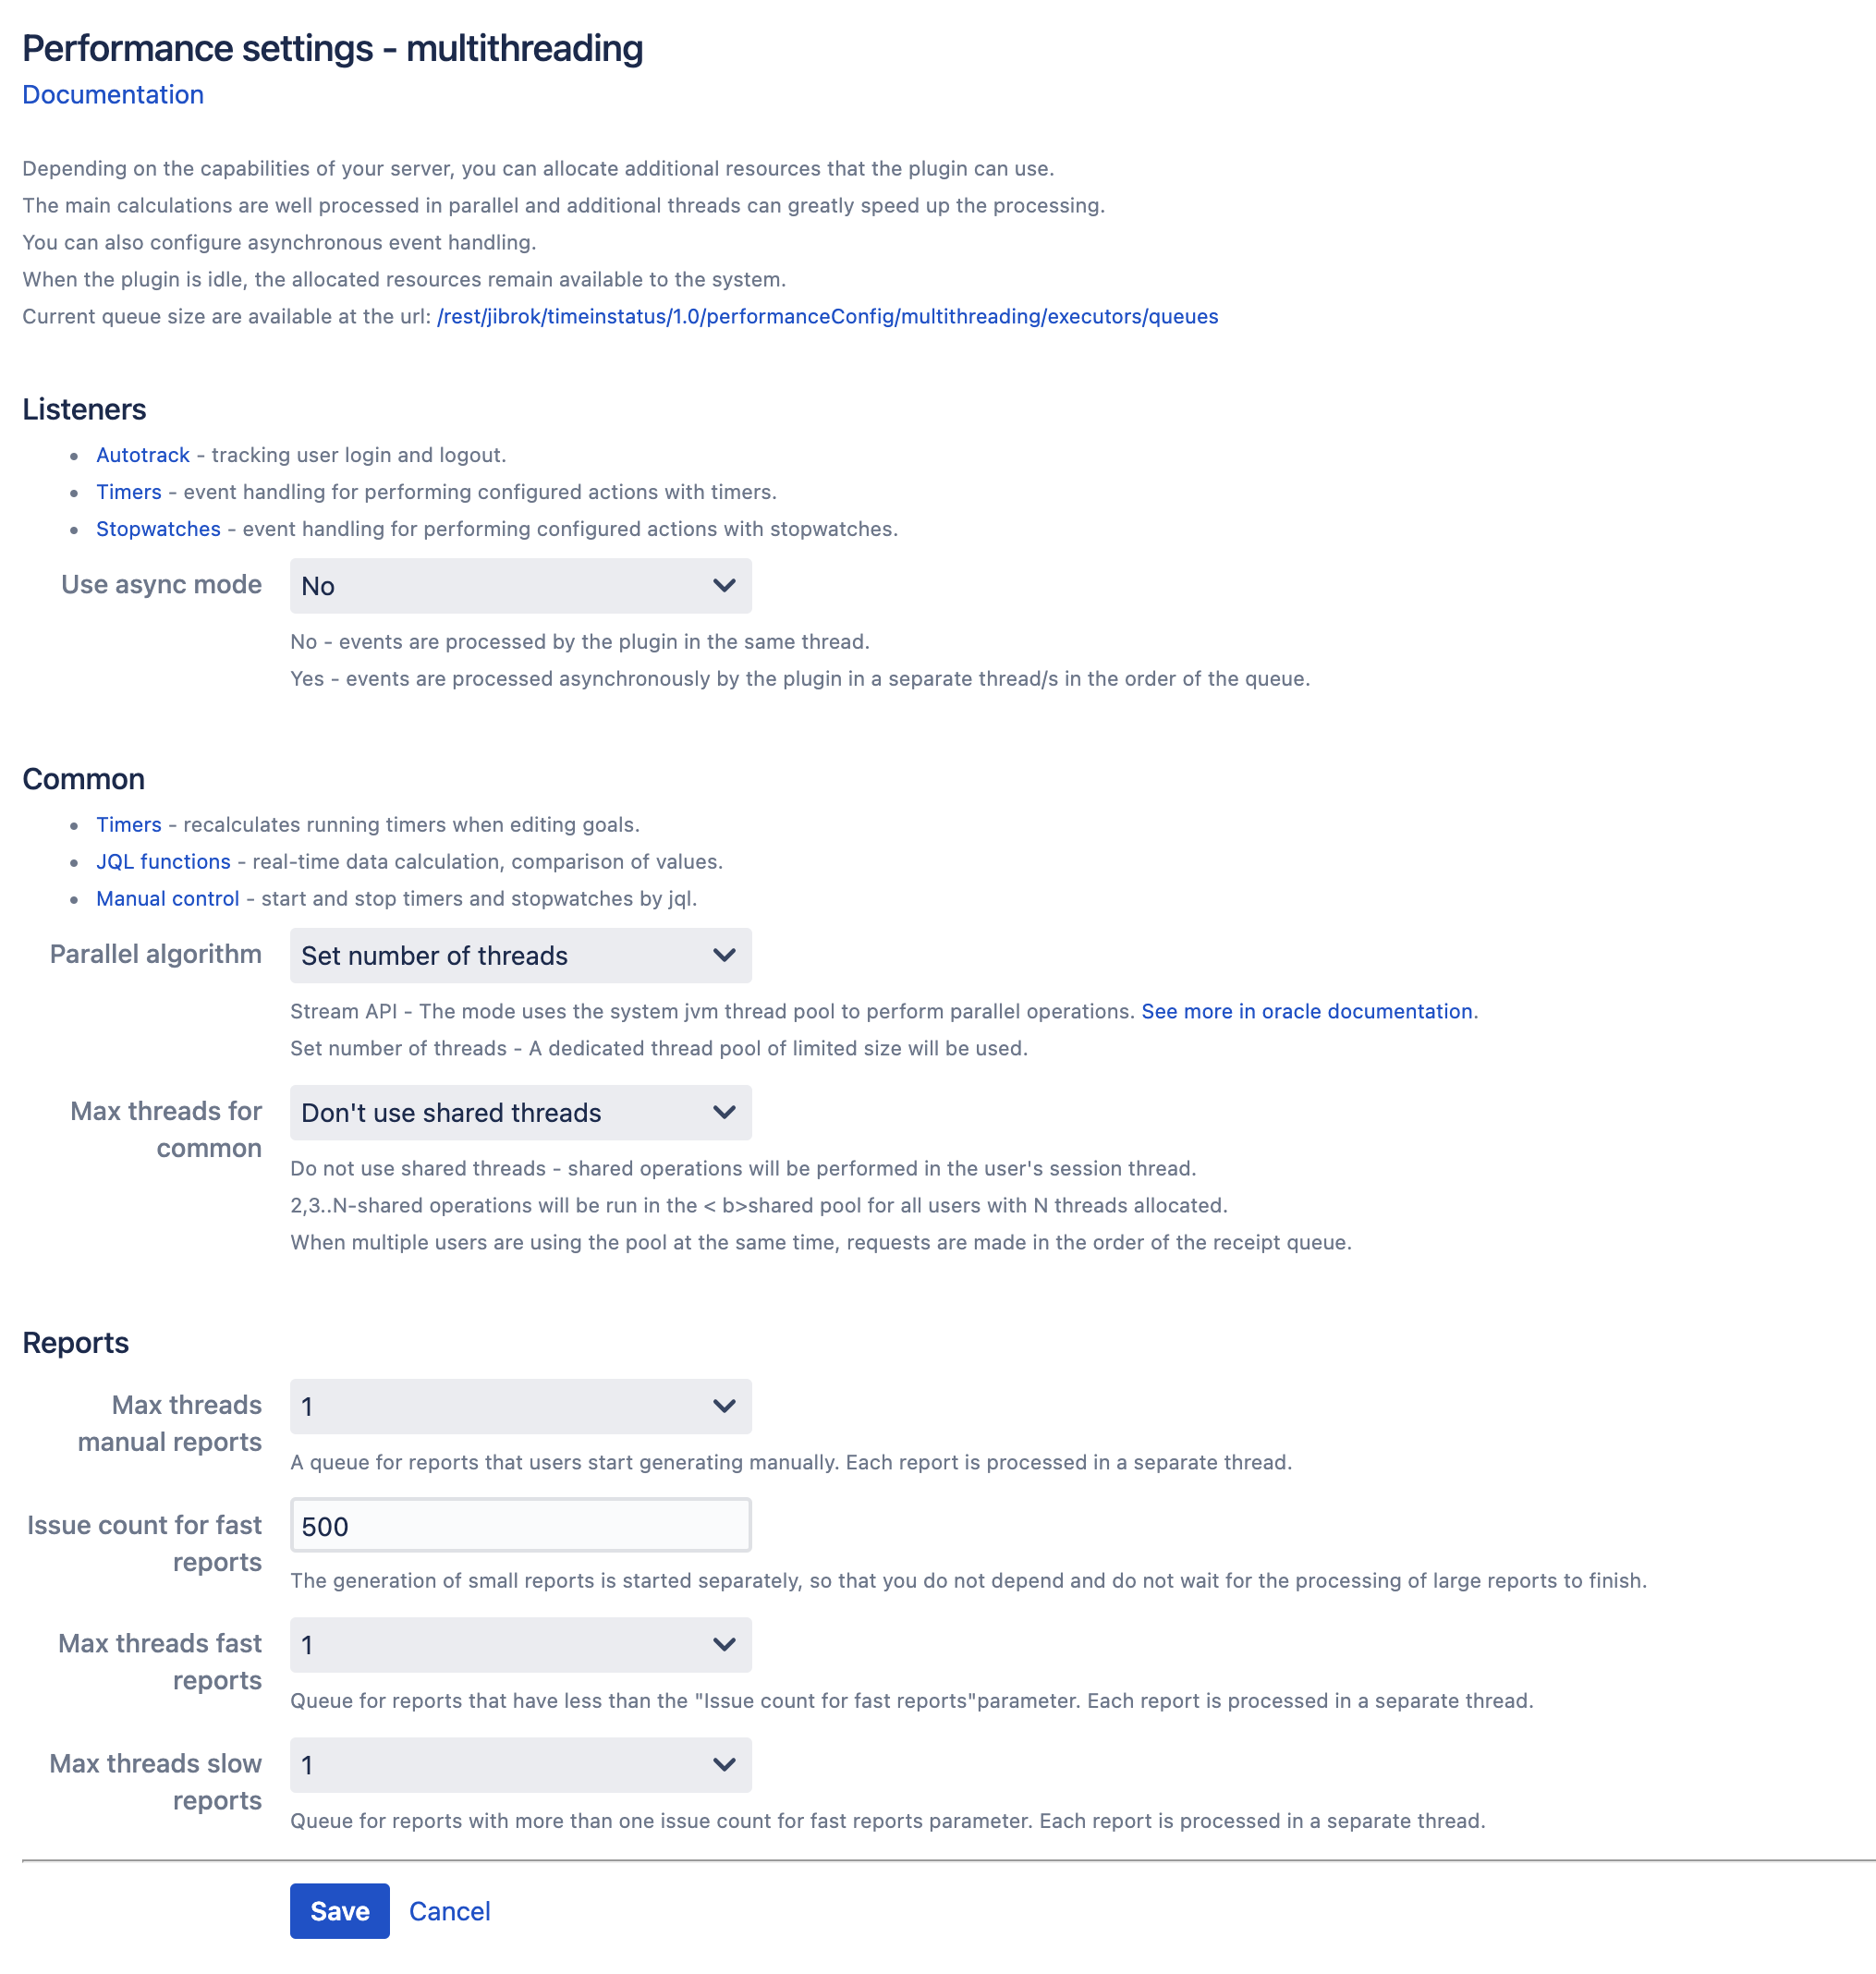 Performance settings - multithreading
Documentation
Depending on the capabilities of your server, you can allocate additional resources that the plugin can use.
The main calculations are well processed in parallel and additional threads can greatly speed up the processing.
You can also configure asynchronous event handling.
When the plugin is idle, the allocated resources remain available to the system.
Current queue size are available at the url: /rest/jibrok/timeinstatus/1.0/performanceConfig/multithreading/executors/queues
Listeners
• Autotrack - tracking user login and logout.
• Timers - event handling for performing configured actions with timers.
• Stopwatches - event handling for performing configured actions with stopwatches.
Use async mode No
No - events are processed by the plugin in the same thread.
Yes - events are processed asynchronously by the plugin in a separate thread/s in the order of the queue.
Common
• Timers - recalculates running timers when editing goals.
• JQL functions - real-time data calculation, comparison of values.
• Manual control - start and stop timers and stopwatches by jql.
Parallel algorithm Set number of threads
Stream API - The mode uses the system jvm thread pool to perform parallel operations. See more in oracle documentation.
Set number of threads - A dedicated thread pool of limited size will be used.
Max threads for
common
Don't use shared threads
Do not use shared threads - shared operations will be performed in the user's session thread.
2,3..N-shared operations will be run in the < b>shared pool for all users with N threads allocated.
When multiple users are using the pool at the same time, requests are made in the order of the receipt queue.
Reports
Max threads
manual reports
1
A queue for reports that users start generating manually. Each report is processed in a separate thread.
Issue count for fast
reports
500
The generation of small reports is started separately, so that you do not depend and do not wait for the processing of large reports to finish.
Max threads fast
reports
1
Queue for reports that have less than the "Issue count for fast reports"parameter. Each report is processed in a separate thread.
Max threads slow
reports
1
Queue for reports with more than one issue count for fast reports parameter. Each report is processed in a separate thread.
Save Cancel